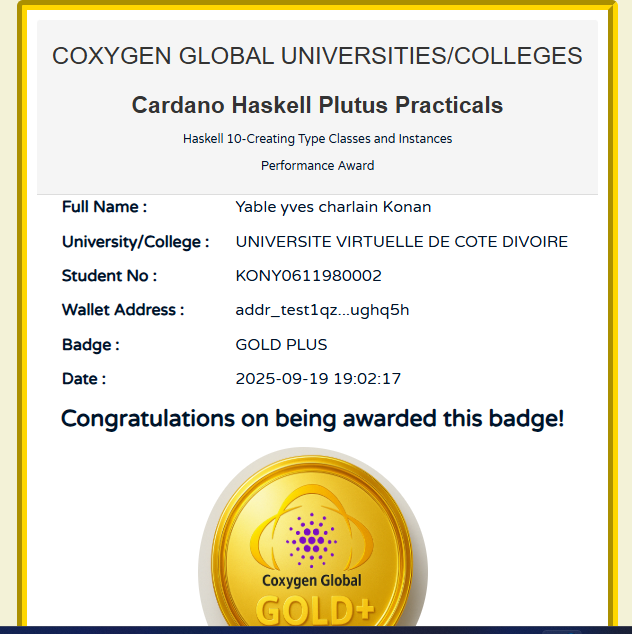 COXYGEN GLOBAL UNIVERSITIES/COLLEGES
Cardano Haskell Plutus Practicals
Haskell 10-Creating Type Classes and Instances
Performance Award
Full Name : Yable yves charlain Konan
University/College : UNIVERSITE VIRTUELLE DE COTE DIVOIRE
Student No : KONY0611980002
Wallet Address : addr_test1qz...ughq5h
Badge : GOLD PLUS
Date : 2025-09-19 19:02:17
Congratulations on being awarded this badge!
Coxygen Global
GOLD+